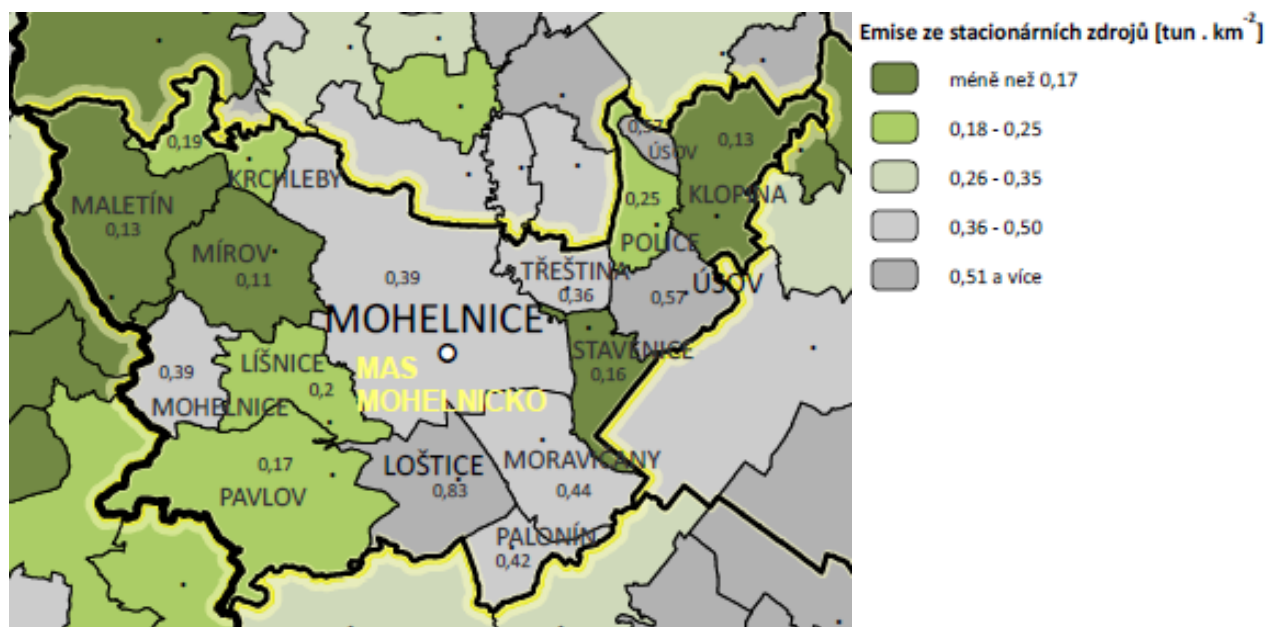 Emise ze stacionárních zdrojů [tun . km⁻²]
méně než 0,17
0,18 - 0,25
0,26 - 0,35
0,36 - 0,50
0,51 a více
0,57
ÚSOV
0,13
0,19
KRCHLEBY
KLOPINA
0,25
MALETÍN
0,13
POLICE
MÍROV
0,11
0,39
TŘEŠTINA
0,36
0,57
ÚSOV
MOHELNICE
STAVENICE
0,16
LÍŠNICE
0,2
MAS
MOHELNICKO
0,39
MOHELNICE
LOŠTICE
0,83
MORAVIČANY
0,44
0,17
PAVLOV
PALONÍN
0,42